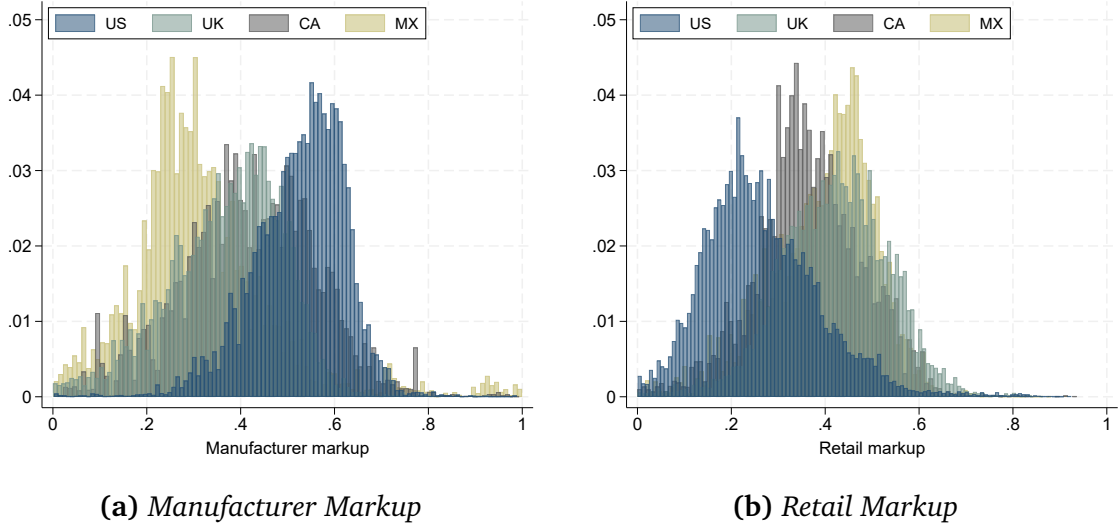 US UK CA MX
.05
.04
.03
.02
.01
0
0 .2 .4 .6 .8 1
Manufacturer markup
(a) Manufacturer Markup
US UK CA MX
.05
.04
.03
.02
.01
0
0 .2 .4 .6 .8 1
Retail markup
(b) Retail Markup